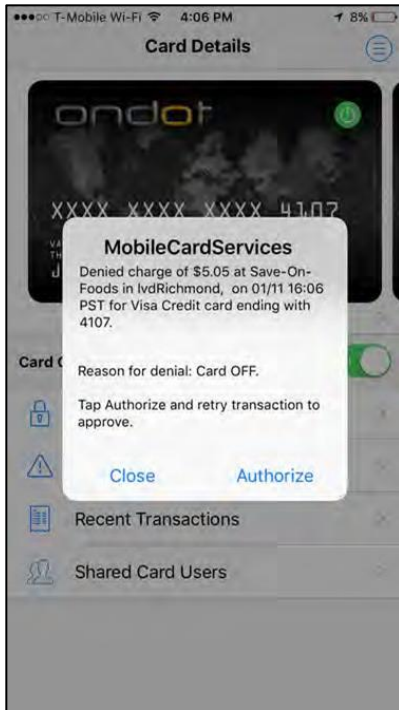 T-Mobile Wi-Fi 4:06 PM 8%
Card Details
ondot
XXXX XXXX XXXX 4107
MobileCardServices
Denied charge of $5.05 at Save-On-
Foods in lvdRichmond, on 01/11 16:06
PST for Visa Credit card ending with
4107.
Card
Reason for denial: Card OFF.
Tap Authorize and retry transaction to
approve.
Close Authorize
Recent Transactions
Shared Card Users